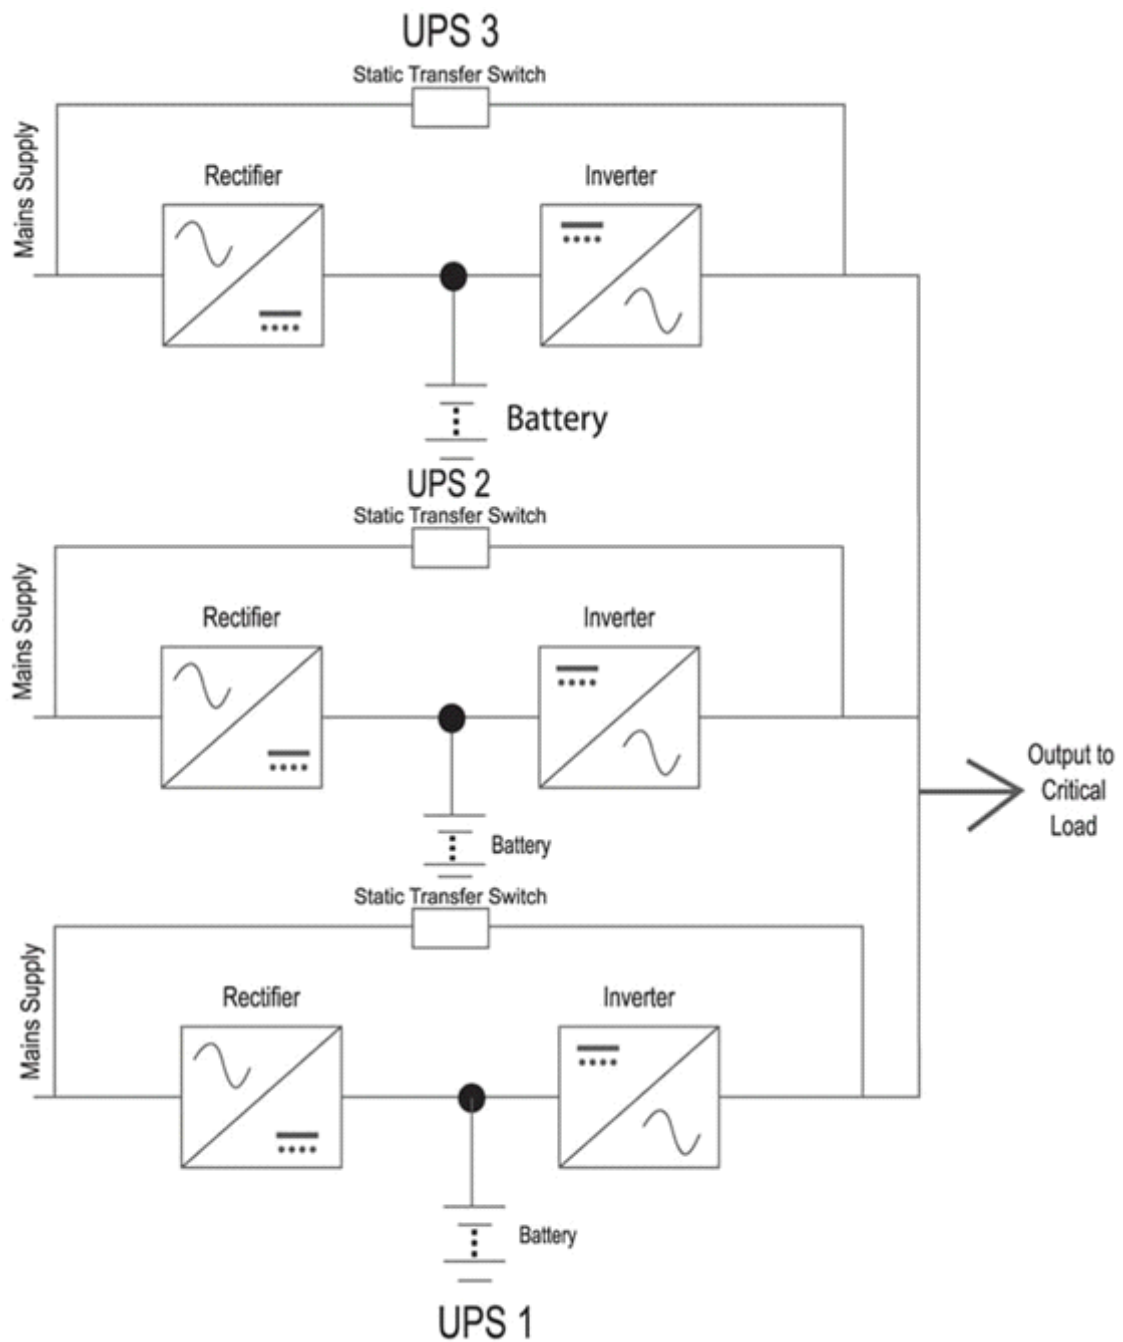 UPS 3
Static Transfer Switch
Mains Supply
Rectifier
Inverter
Battery
UPS 2
Static Transfer Switch
Mains Supply
Rectifier
Inverter
Output to
Critical
Load
Battery
Static Transfer Switch
Mains Supply
Rectifier
Inverter
Battery
UPS 1